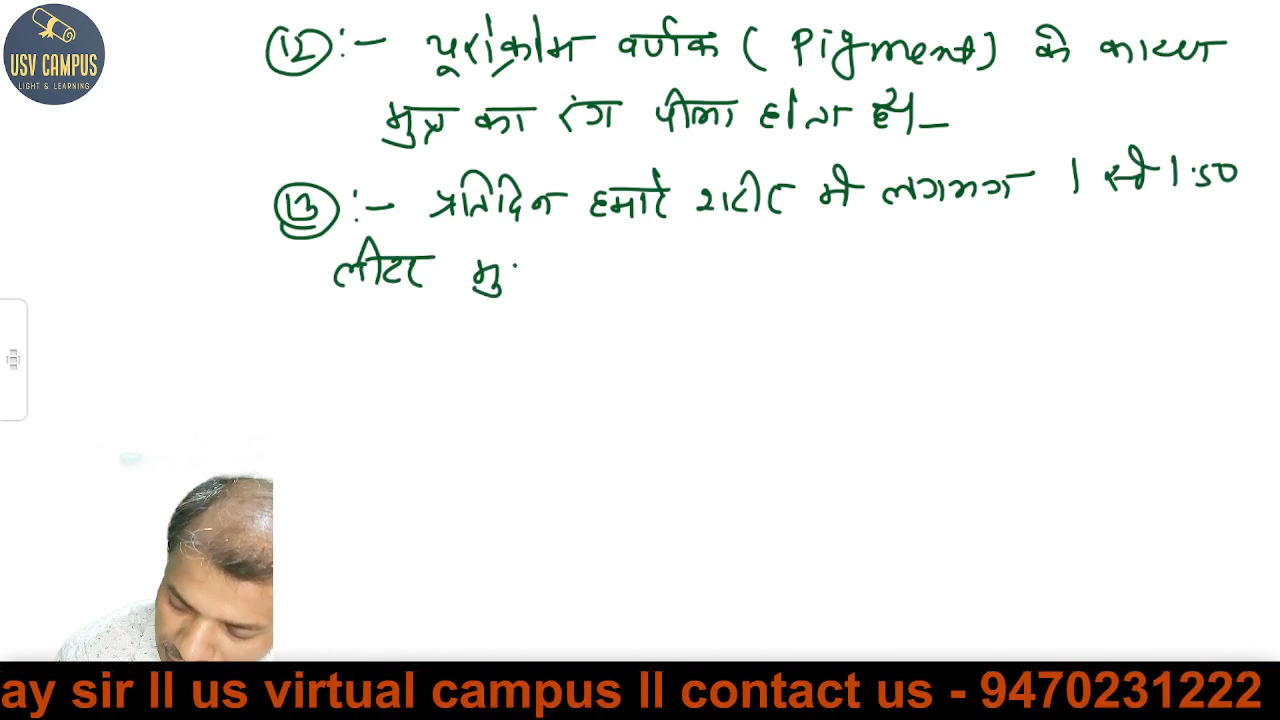 USV CAMPUS
LIGHT & LEARNING
(12) :- यूरोक्रोम वर्णक ( Pigment ) के कारण
मुत्र का रंग पीला होता है।_
(13) :- प्रतिदिन हमारे शरीर में लगभग 1 से 1.50
लीटर मु
ay sir ll us virtual campus ll contact us - 9470231222